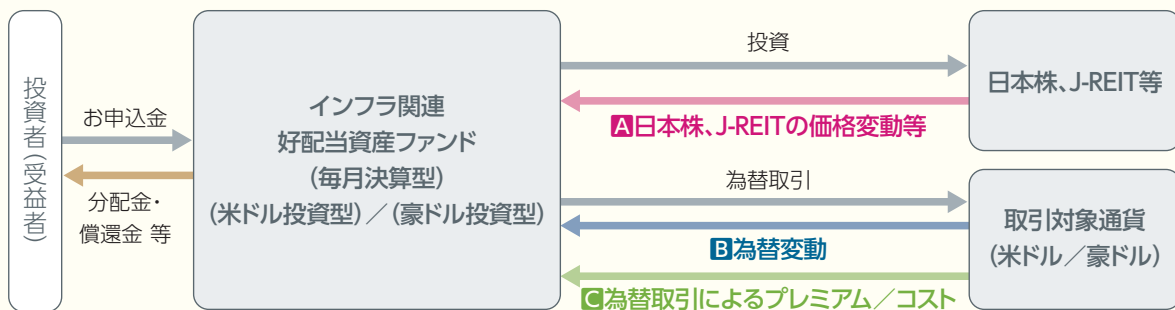 投資者(受益者)
お申込金
分配金・
償還金 等
インフラ関連
好配当資産ファンド
(毎月決算型)
(米ドル投資型)/(豪ドル投資型)
投資
A日本株、J-REITの価格変動等
日本株、J-REIT等
為替取引
B為替変動
C為替取引によるプレミアム/コスト
取引対象通貨
(米ドル/豪ドル)